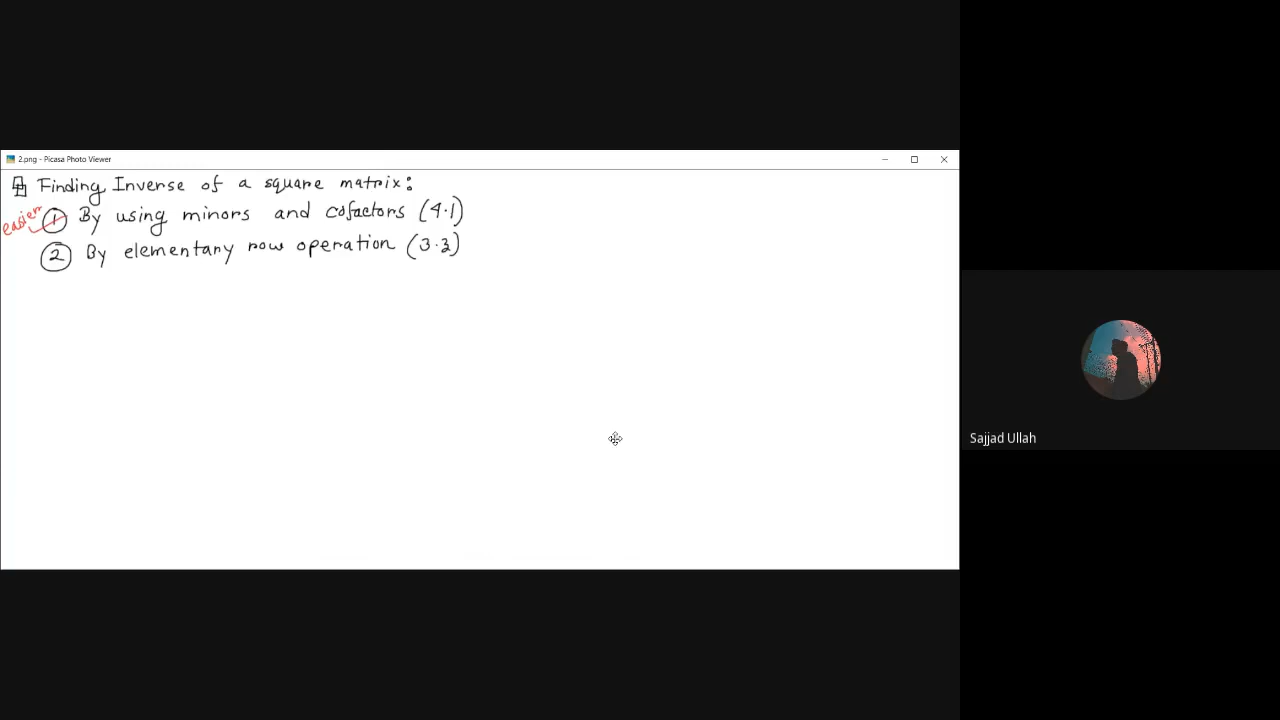 2.png - Picasa Photo Viewer
Finding Inverse of a square matrix:
easier ① By using minors and cofactors (4.1)
② By elementary row operation (3.3)
Sajjad Ullah